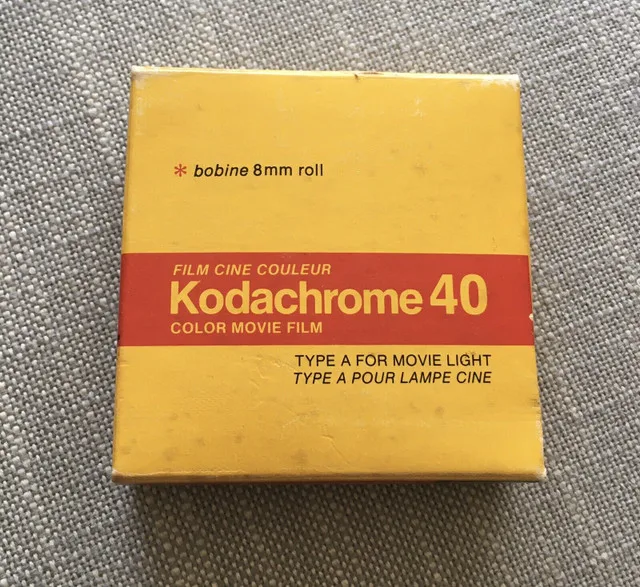 * bobine 8mm roll
FILM CINE COULEUR
Kodachrome 40
COLOR MOVIE FILM
TYPE A FOR MOVIE LIGHT
TYPE A POUR LAMPE CINE